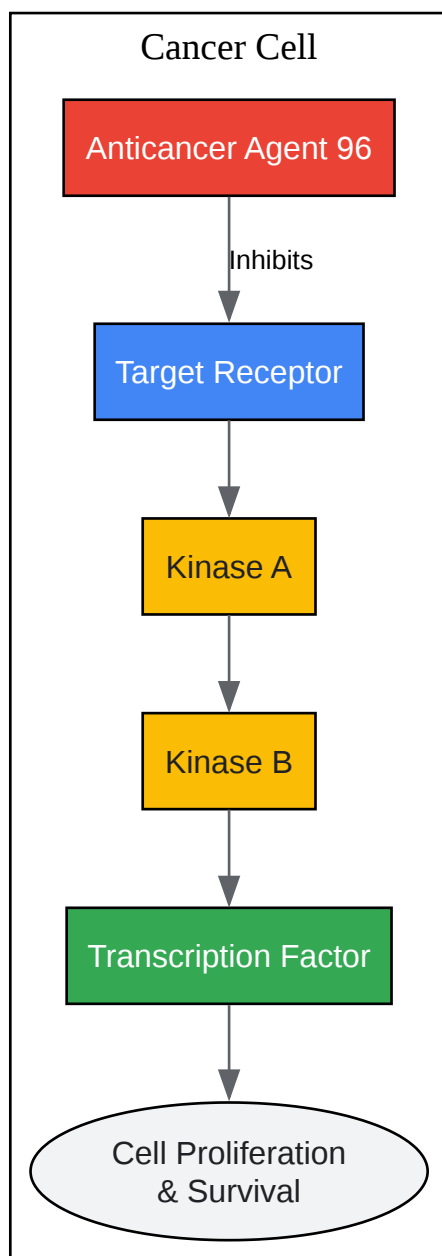 Cancer Cell
Anticancer Agent 96
Inhibits
Target Receptor
Kinase A
Kinase B
Transcription Factor
Cell Proliferation
& Survival